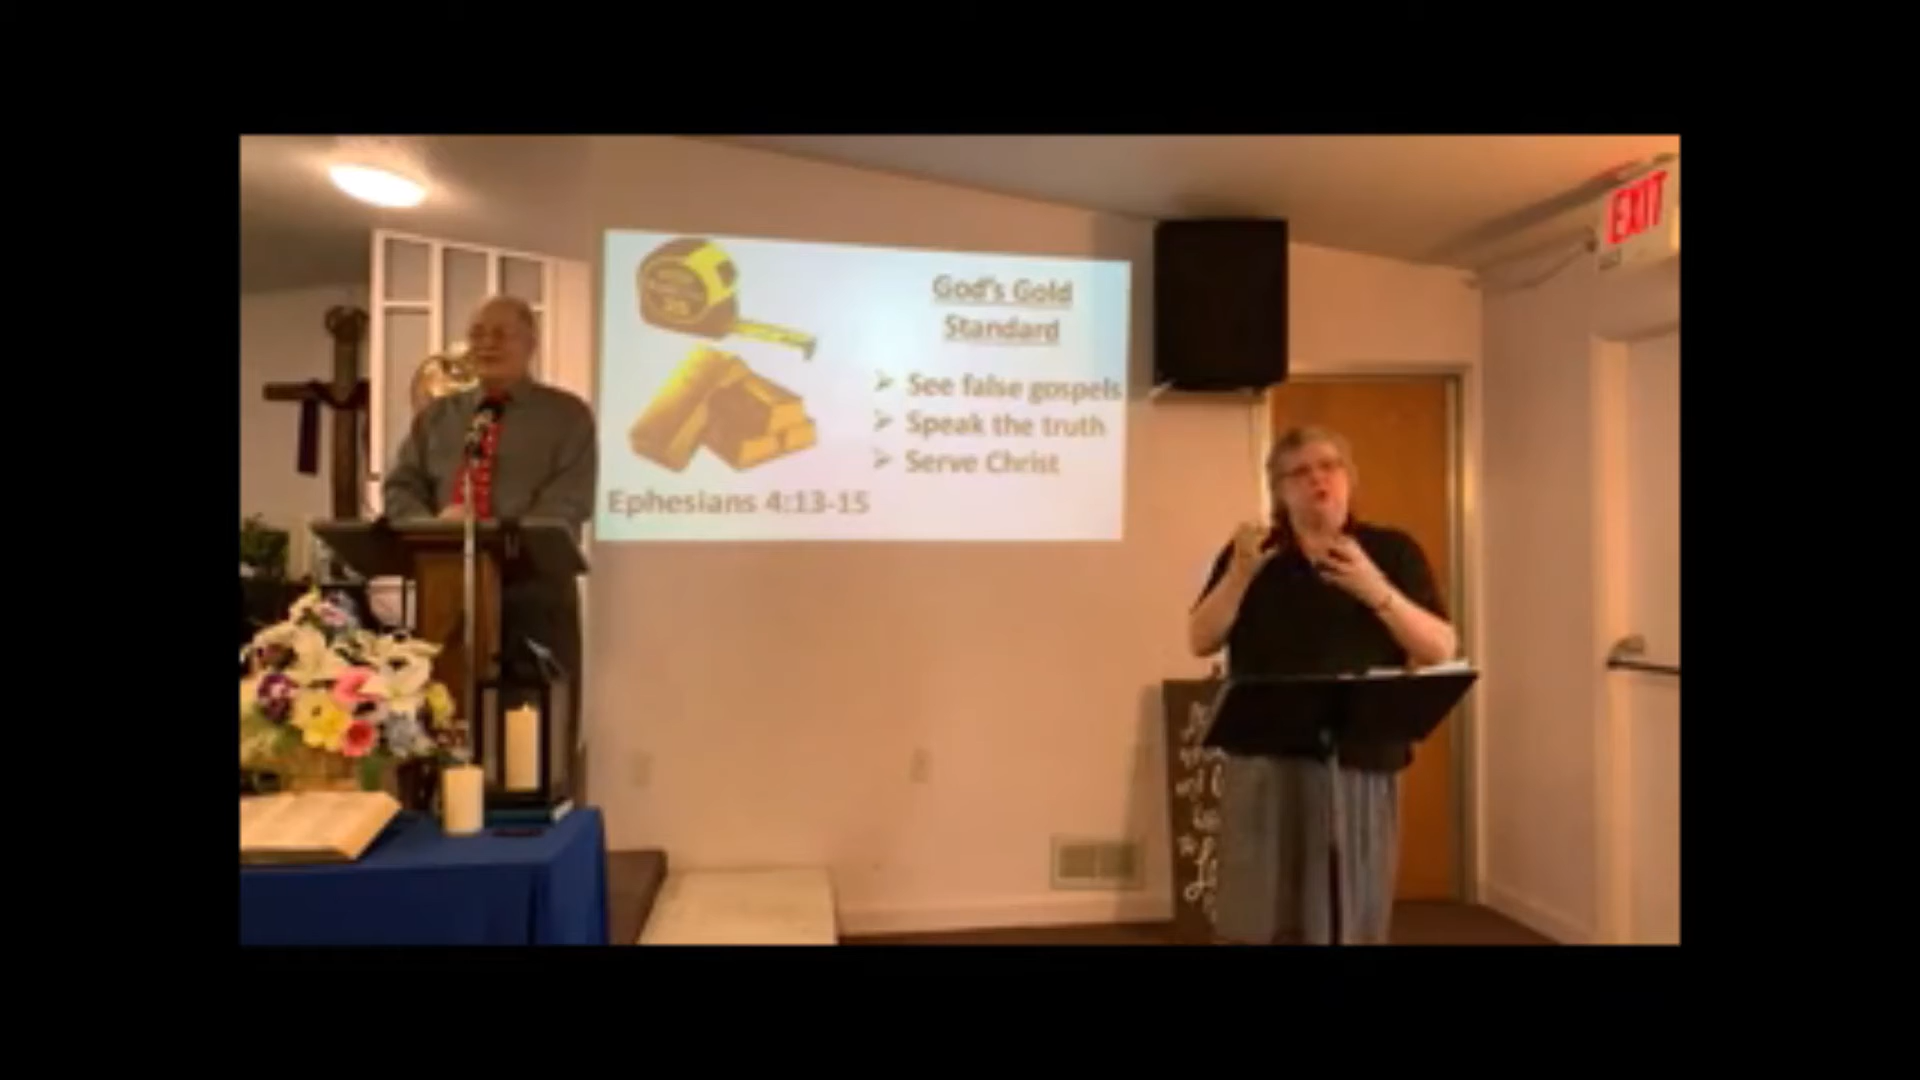 God's Gold
Standard
➢ See false gospels
➢ Speak the truth
➢ Serve Christ
Ephesians 4:13-15
EXIT